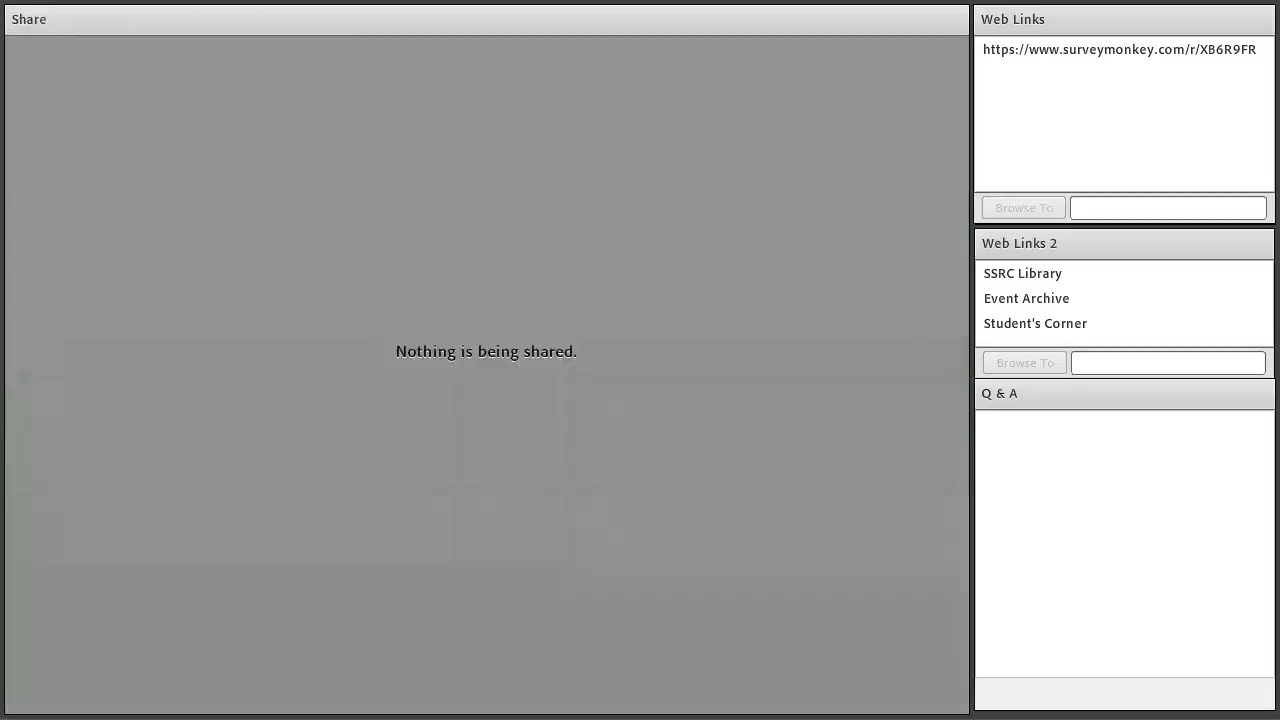 Share
Nothing is being shared.
Web Links
https://www.surveymonkey.com/r/XB6R9FR
Browse To
Web Links 2
SSRC Library
Event Archive
Student's Corner
Browse To
Q & A